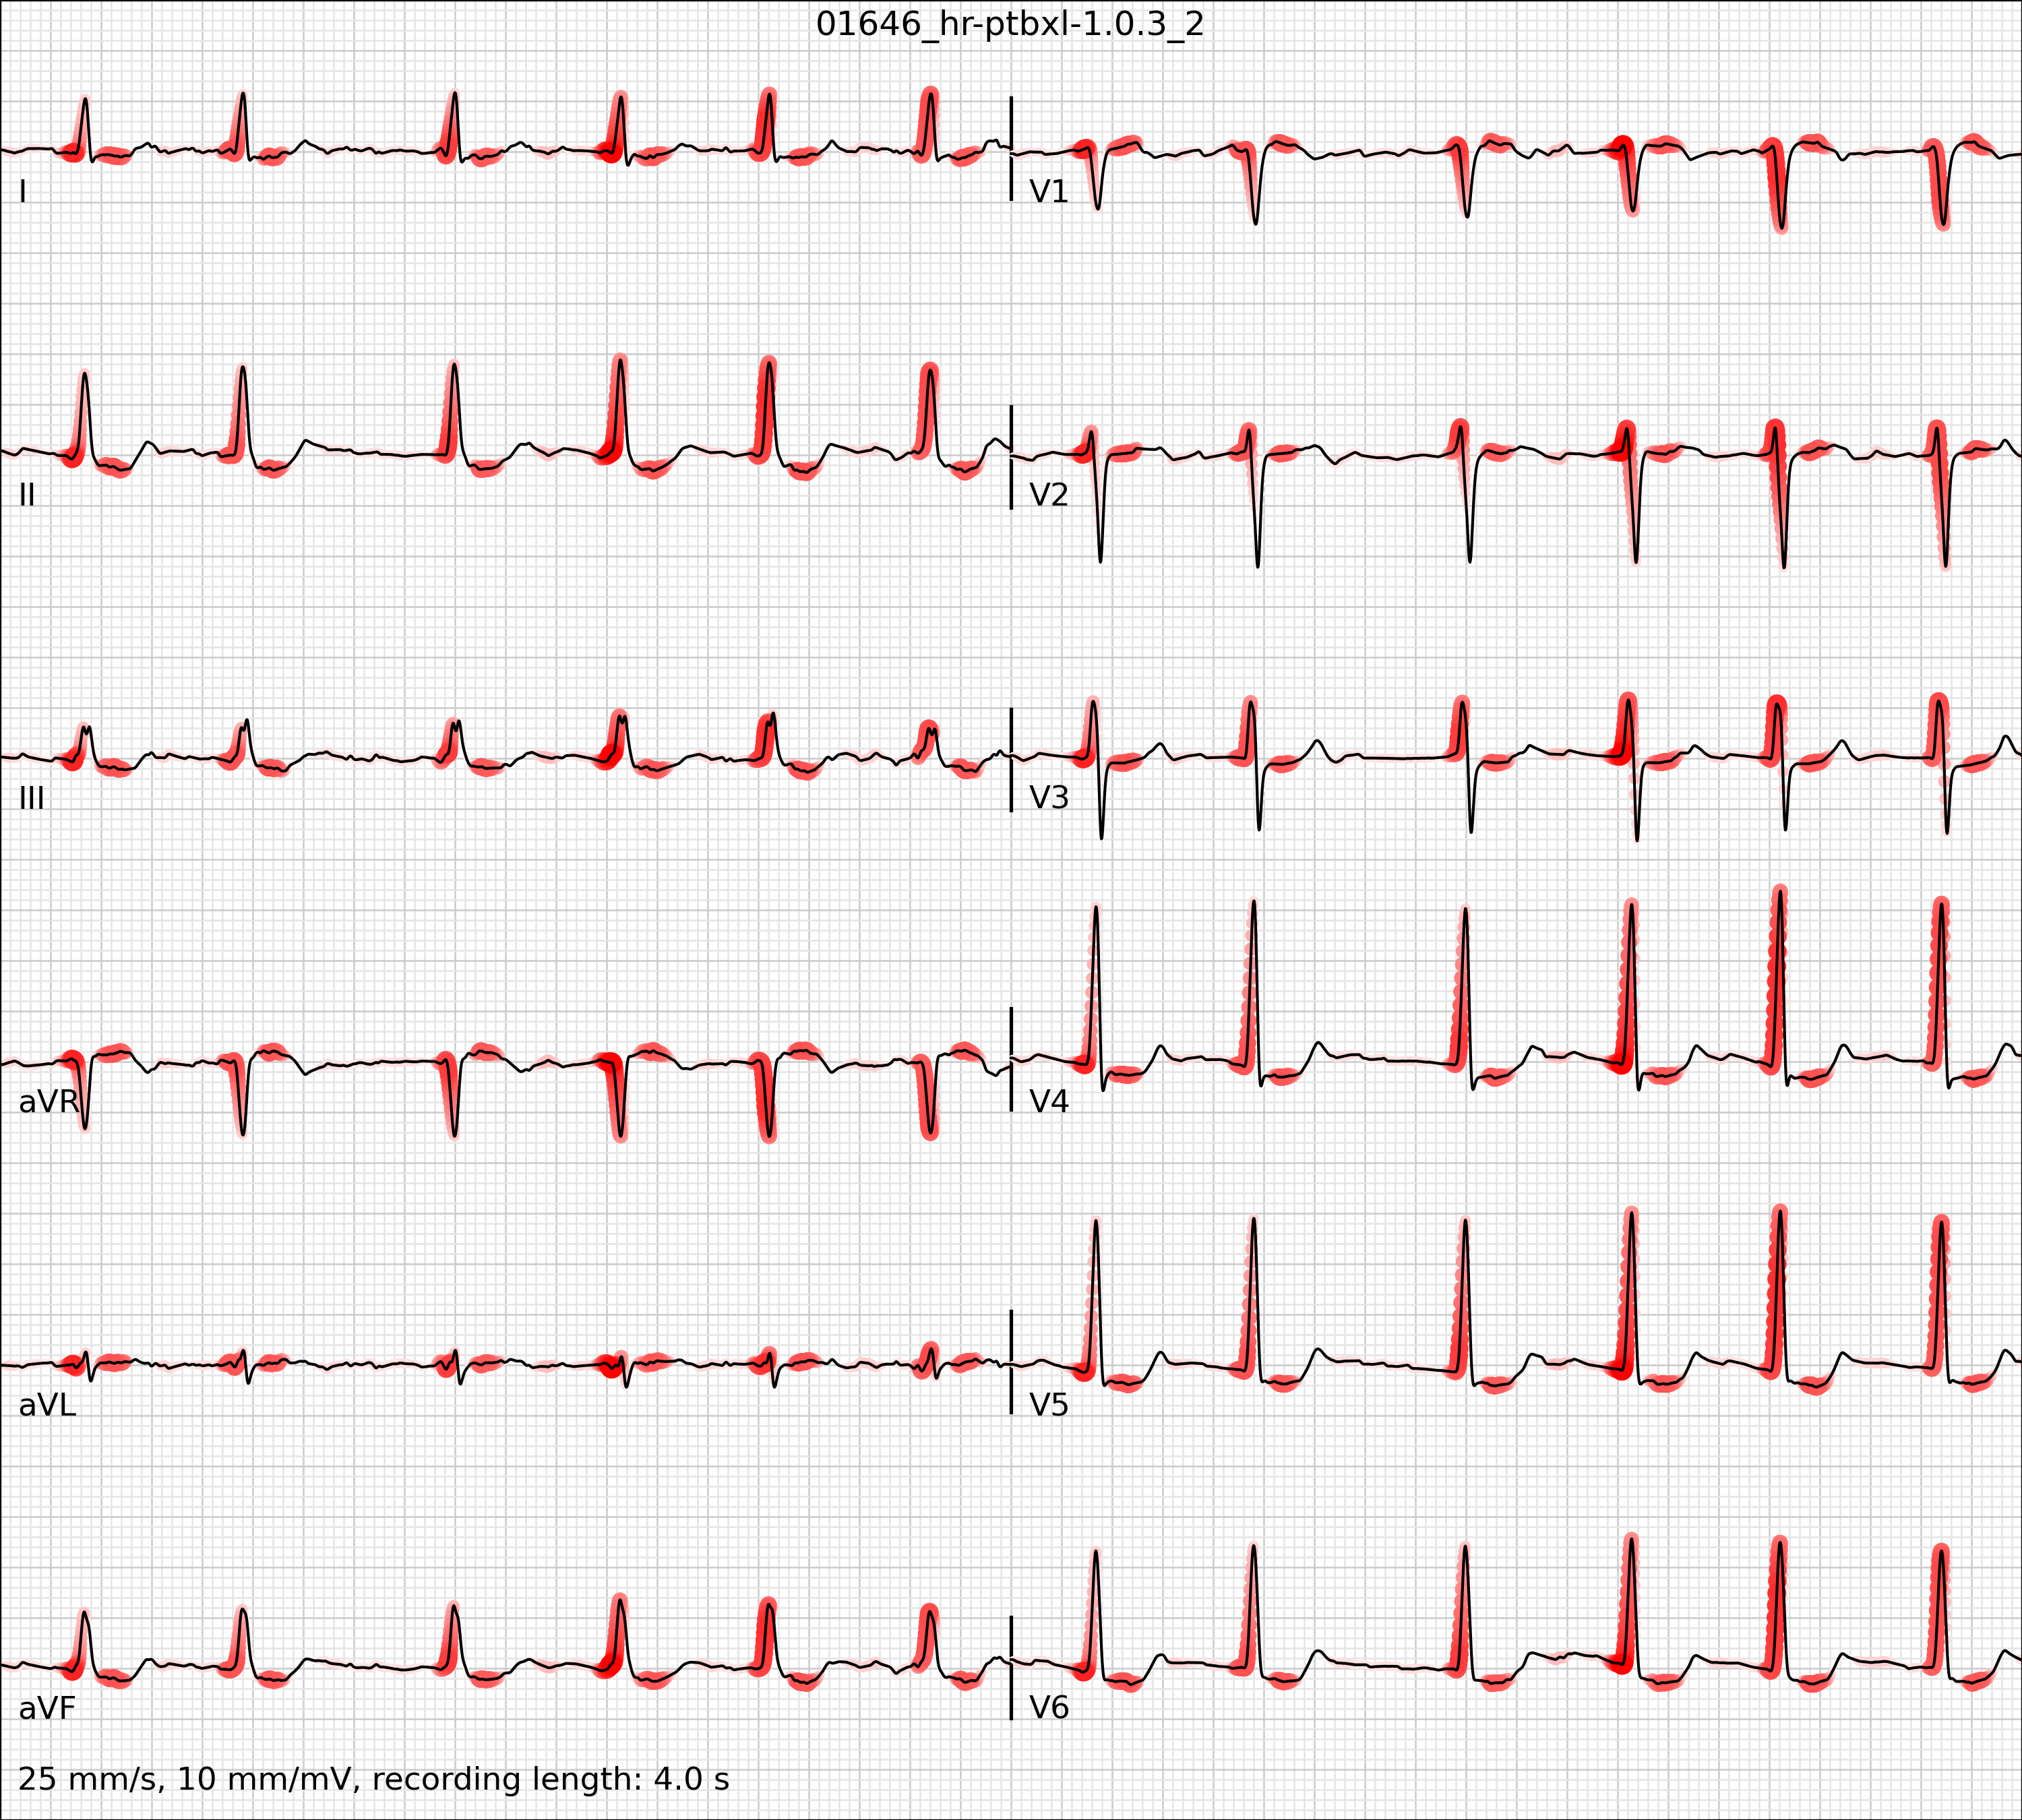 01646_hr-ptbxl-1.0.3_2
I
V1
II
V2
III
V3
aVR
V4
aVL
V5
aVF
V6
25 mm/s, 10 mm/mV, recording length: 4.0 s